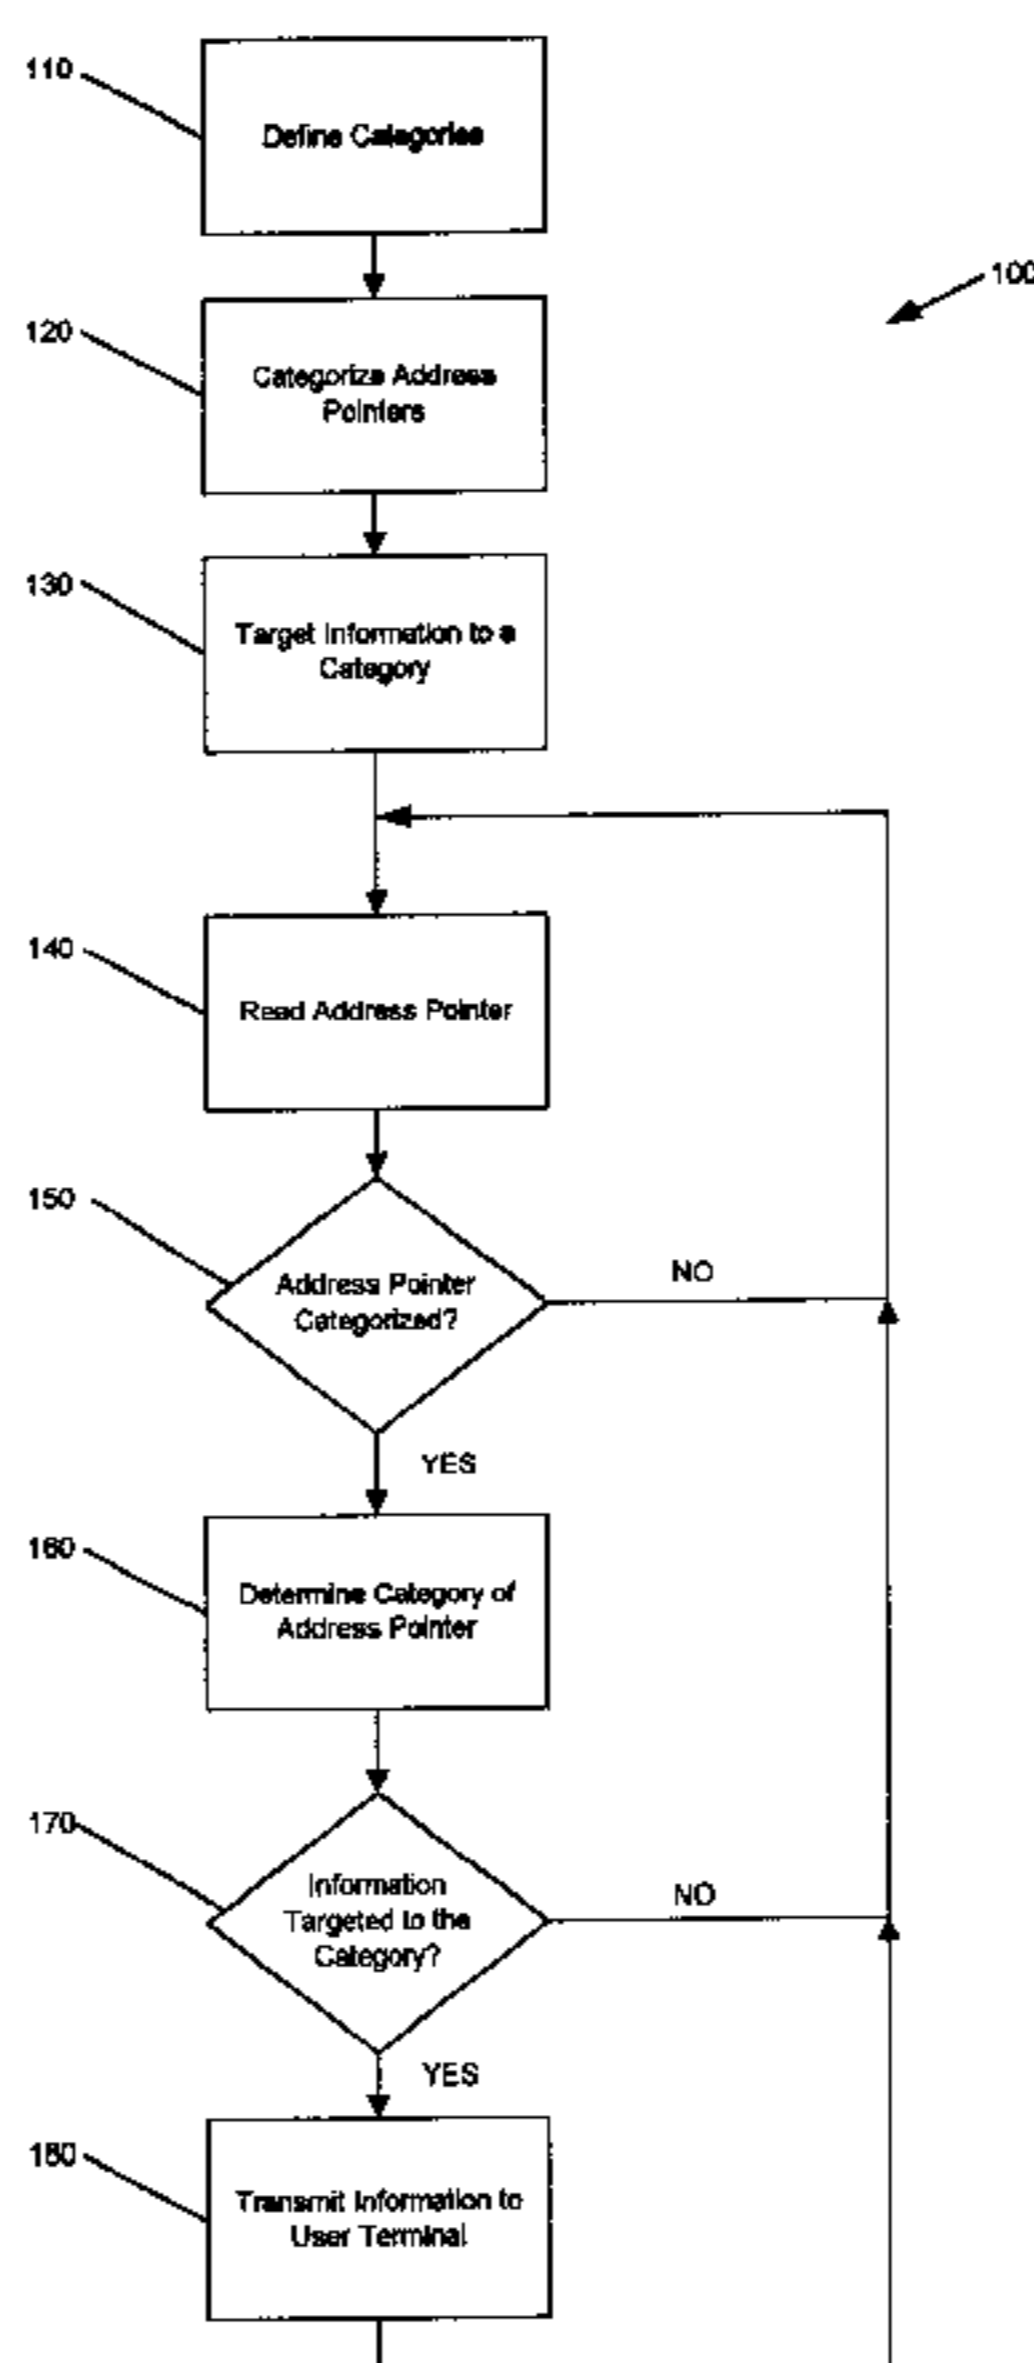 110
Define Categories
100
120
Categorize Address
Pointers
130
Target Information to a
Category
140
Read Address Pointer
150
Address Pointer
Categorized?
NO
YES
160
Determine Category of
Address Pointer
170
Information
Targeted to the
Category?
NO
YES
180
Transmit Information to
User Terminal